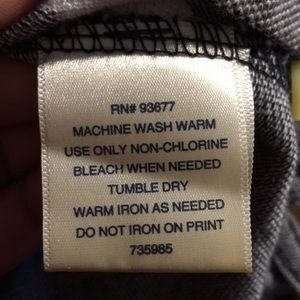 RN# 93677
MACHINE WASH WARM
USE ONLY NON-CHLORINE
BLEACH WHEN NEEDED
TUMBLE DRY
WARM IRON AS NEEDED
DO NOT IRON ON PRINT
735985